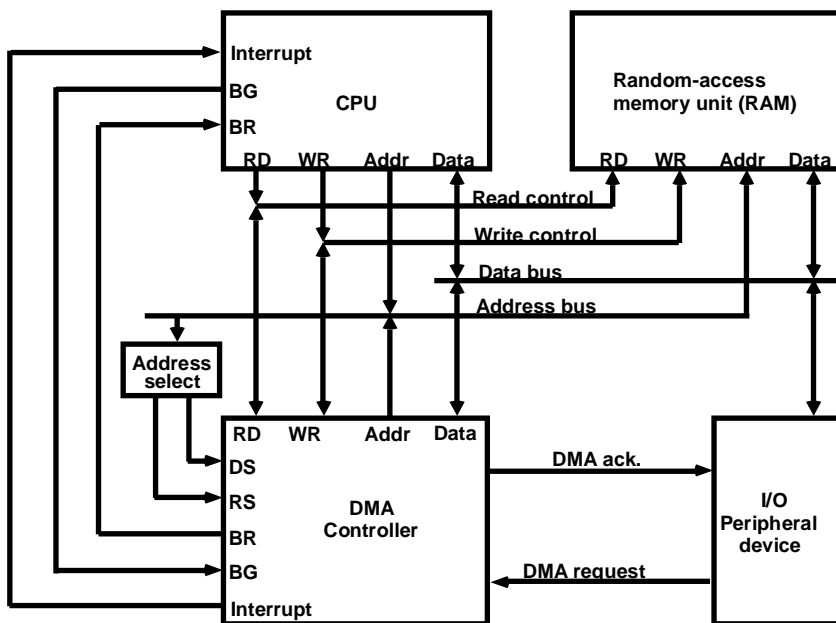 Interrupt
BG
CPU
BR
RD WR Addr Data
Random-access
memory unit (RAM)
RD WR Addr Data
Read control
Write control
Data bus
Address bus
Address
select
RD WR Addr Data
DS
RS
BR
BG
Interrupt
DMA
Controller
DMA ack.
DMA request
I/O
Peripheral
device